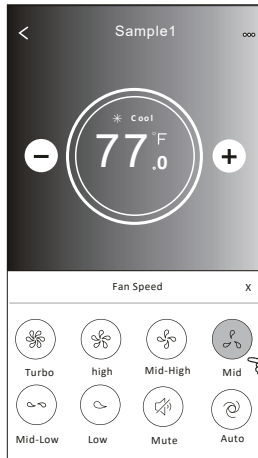 Sample1
Cool
77.0°F
Fan Speed X
Turbo high Mid-High Mid
Mid-Low Low Mute Auto